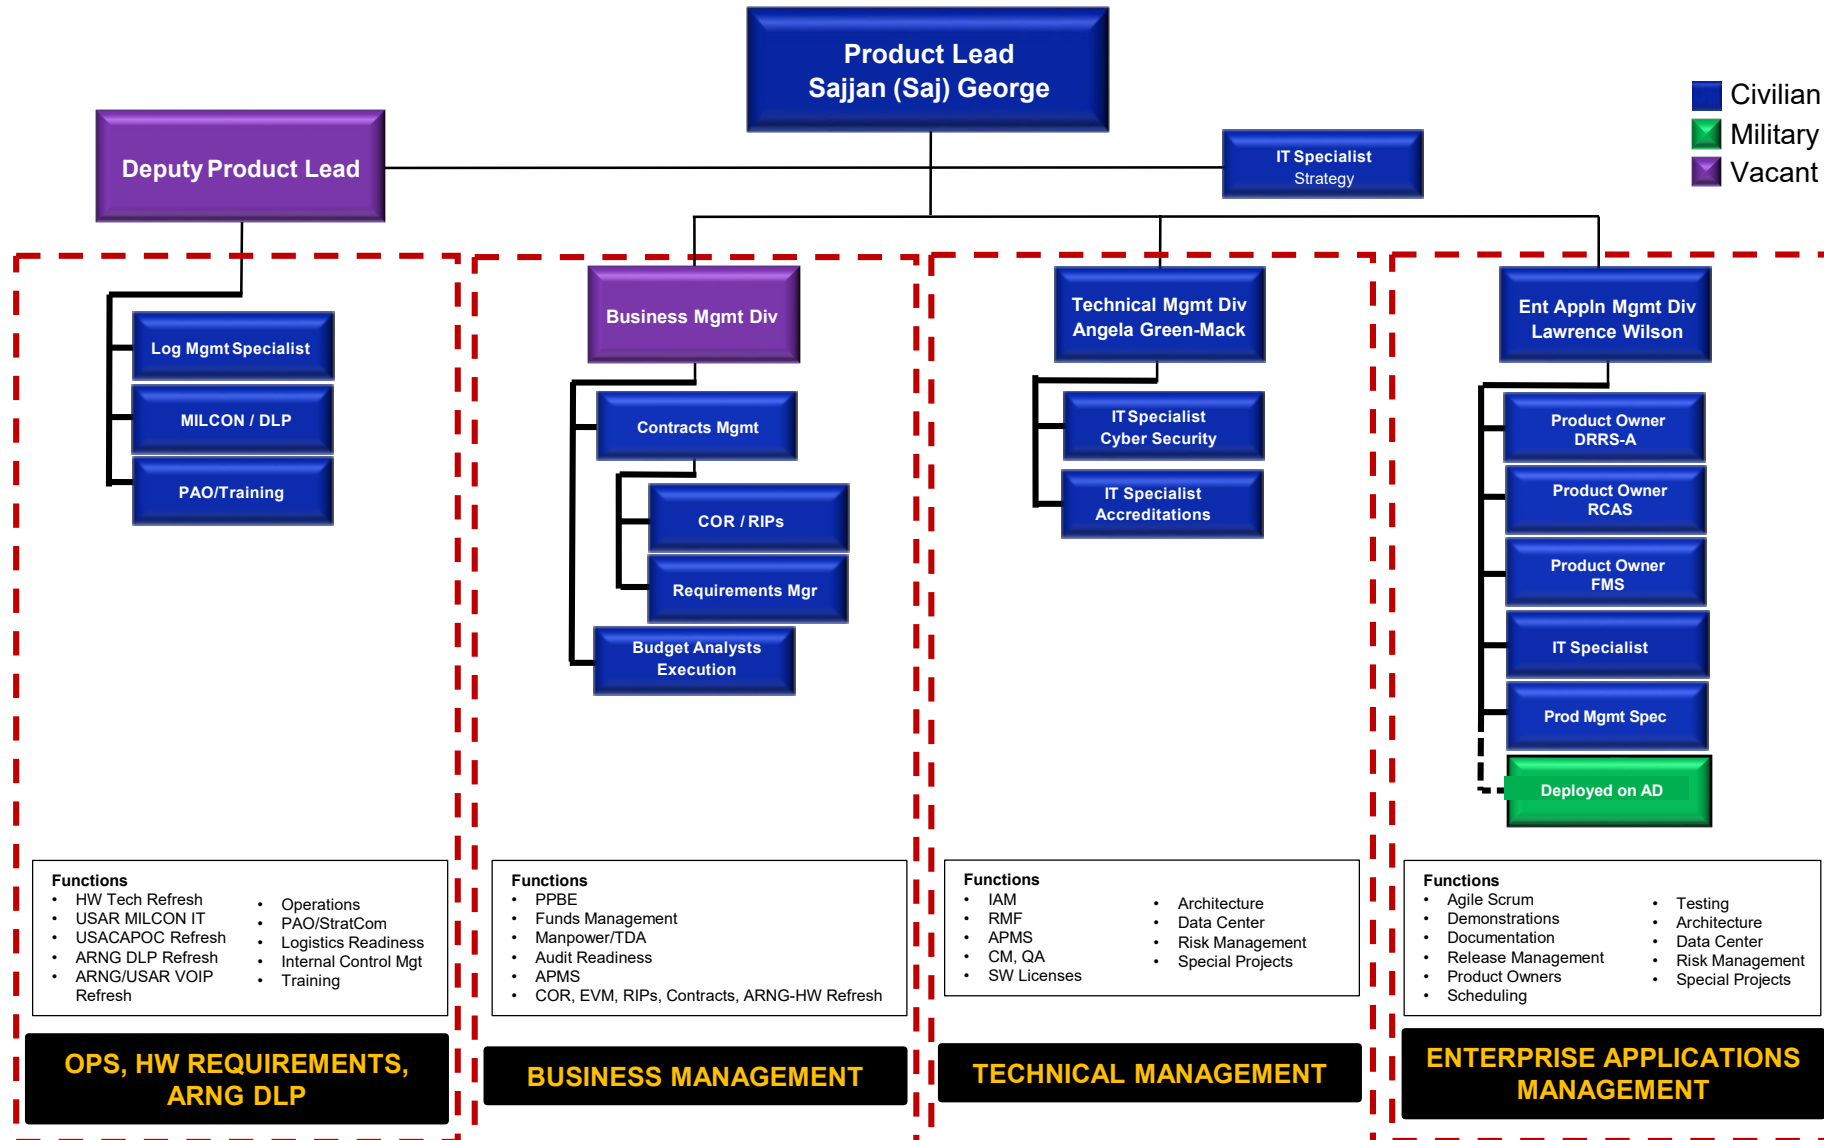 Product Lead
Sajjan (Saj) George
Civilian
Military
Vacant
Deputy Product Lead
IT Specialist
Strategy
Log Mgmt Specialist
MILCON / DLP
PAO/Training
Business Mgmt Div
Contracts Mgmt
COR / RIPs
Requirements Mgr
Budget Analysts
Execution
Technical Mgmt Div
Angela Green-Mack
IT Specialist
Cyber Security
IT Specialist
Accreditations
Ent Appln Mgmt Div
Lawrence Wilson
Product Owner
DRRS-A
Product Owner
RCAS
Product Owner
FMS
IT Specialist
Prod Mgmt Spec
Deployed on AD
Functions
• HW Tech Refresh
• USAR MILCON IT
• USACAPOC Refresh
• ARNG DLP Refresh
• ARNG/USAR VOIP
Refresh
• Operations
• PAO/StratCom
• Logistics Readiness
• Internal Control Mgt
• Training
OPS, HW REQUIREMENTS,
ARNG DLP
Functions
• PPBE
• Funds Management
• Manpower/TDA
• Audit Readiness
• APMS
• COR, EVM, RIPs, Contracts, ARNG-HW Refresh
BUSINESS MANAGEMENT
Functions
• IAM
• RMF
• APMS
• CM, QA
• SW Licenses
• Architecture
• Data Center
• Risk Management
• Special Projects
TECHNICAL MANAGEMENT
Functions
• Agile Scrum
• Demonstrations
• Documentation
• Release Management
• Product Owners
• Scheduling
• Testing
• Architecture
• Data Center
• Risk Management
• Special Projects
ENTERPRISE APPLICATIONS
MANAGEMENT